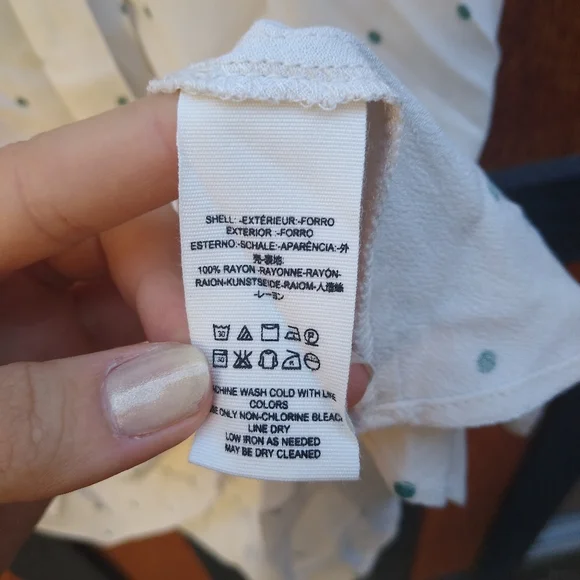 SHELL:-EXTÉRIEUR:-FORRO
EXTERIOR :-FORRO
ESTERNO:-SCHALE:-APARÊNCIA:-外
地:
100% RAYON-RAYONNE-RAYÓN-
RAION-KUNSTSEIDE-RAIOM-人造絲
-レーヨン
30 P
30
MACHINE WASH COLD WITH LIKE
COLORS
USE ONLY NON-CHLORINE BLEACH
LINE DRY
LOW IRON AS NEEDED
MAY BE DRY CLEANED